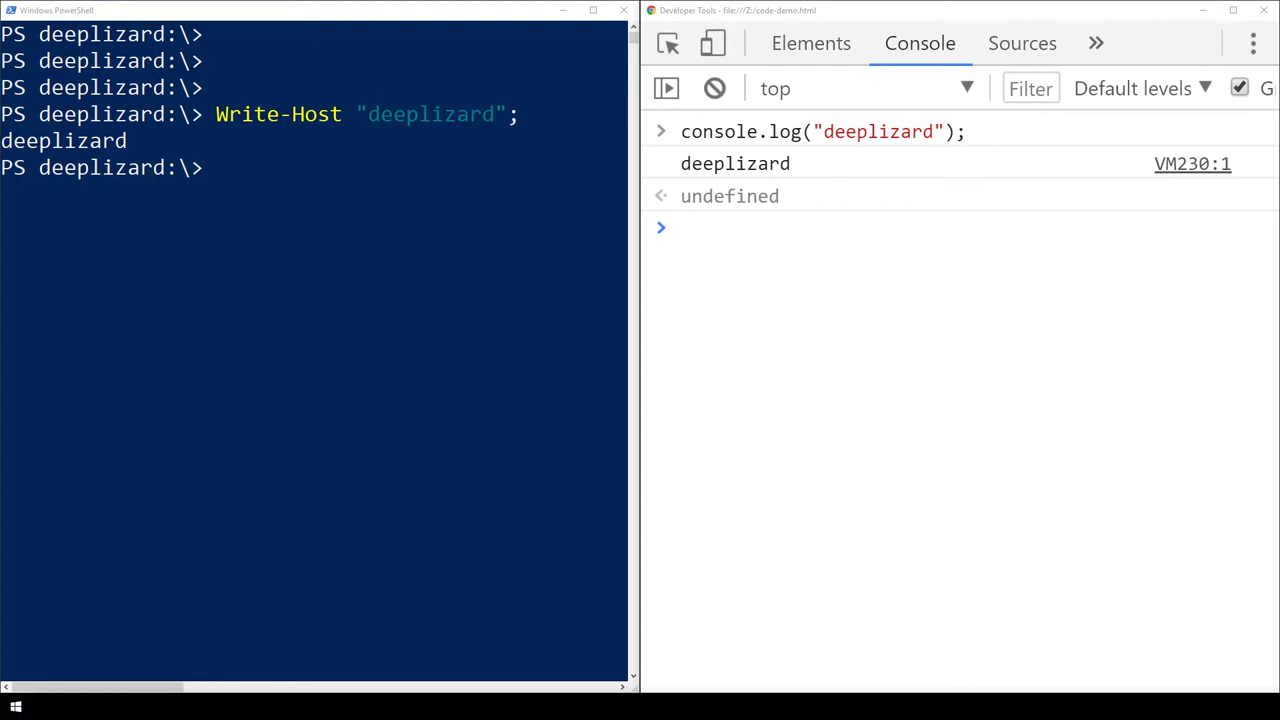 Windows PowerShell
PS deeplizard:\>
PS deeplizard:\>
PS deeplizard:\>
PS deeplizard:\> Write-Host "deeplizard";
deeplizard
PS deeplizard:\>
Developer Tools - file:///Z:/code-demo.html
Elements Console Sources »
top Filter Default levels G
console.log("deeplizard");
deeplizard VM230:1
undefined